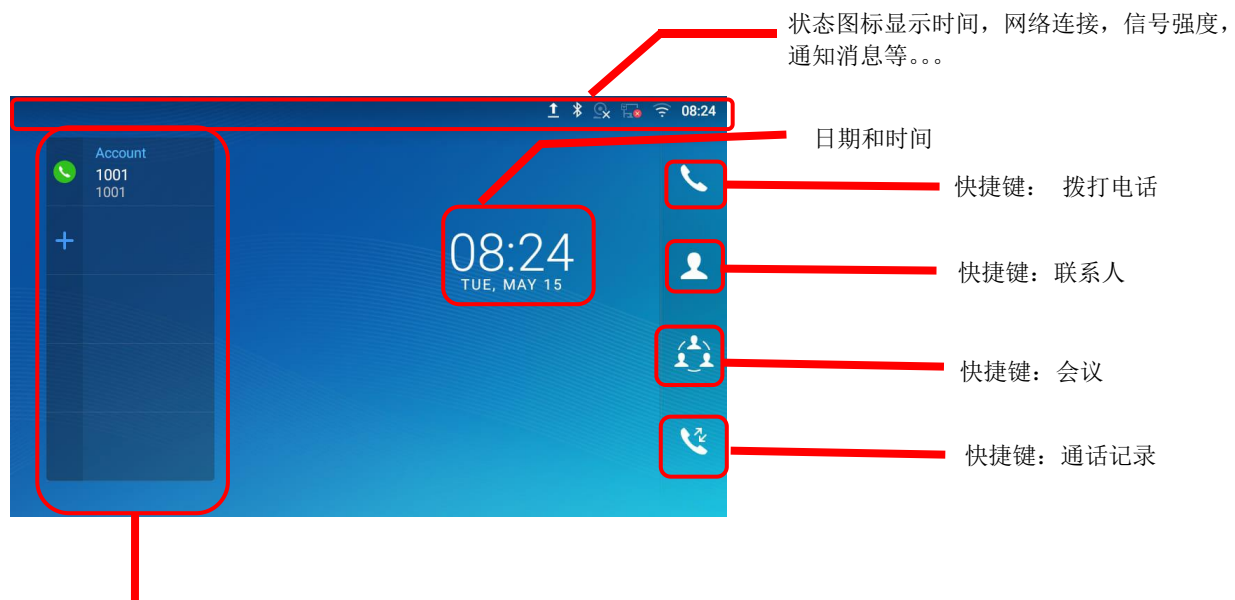 状态图标显示时间，网络连接，信号强度，
通知消息等。。。
08:24
日期和时间
Account
1001
1001
快捷键： 拨打电话
08:24
TUE, MAY 15
快捷键：联系人
快捷键：会议
快捷键：通话记录